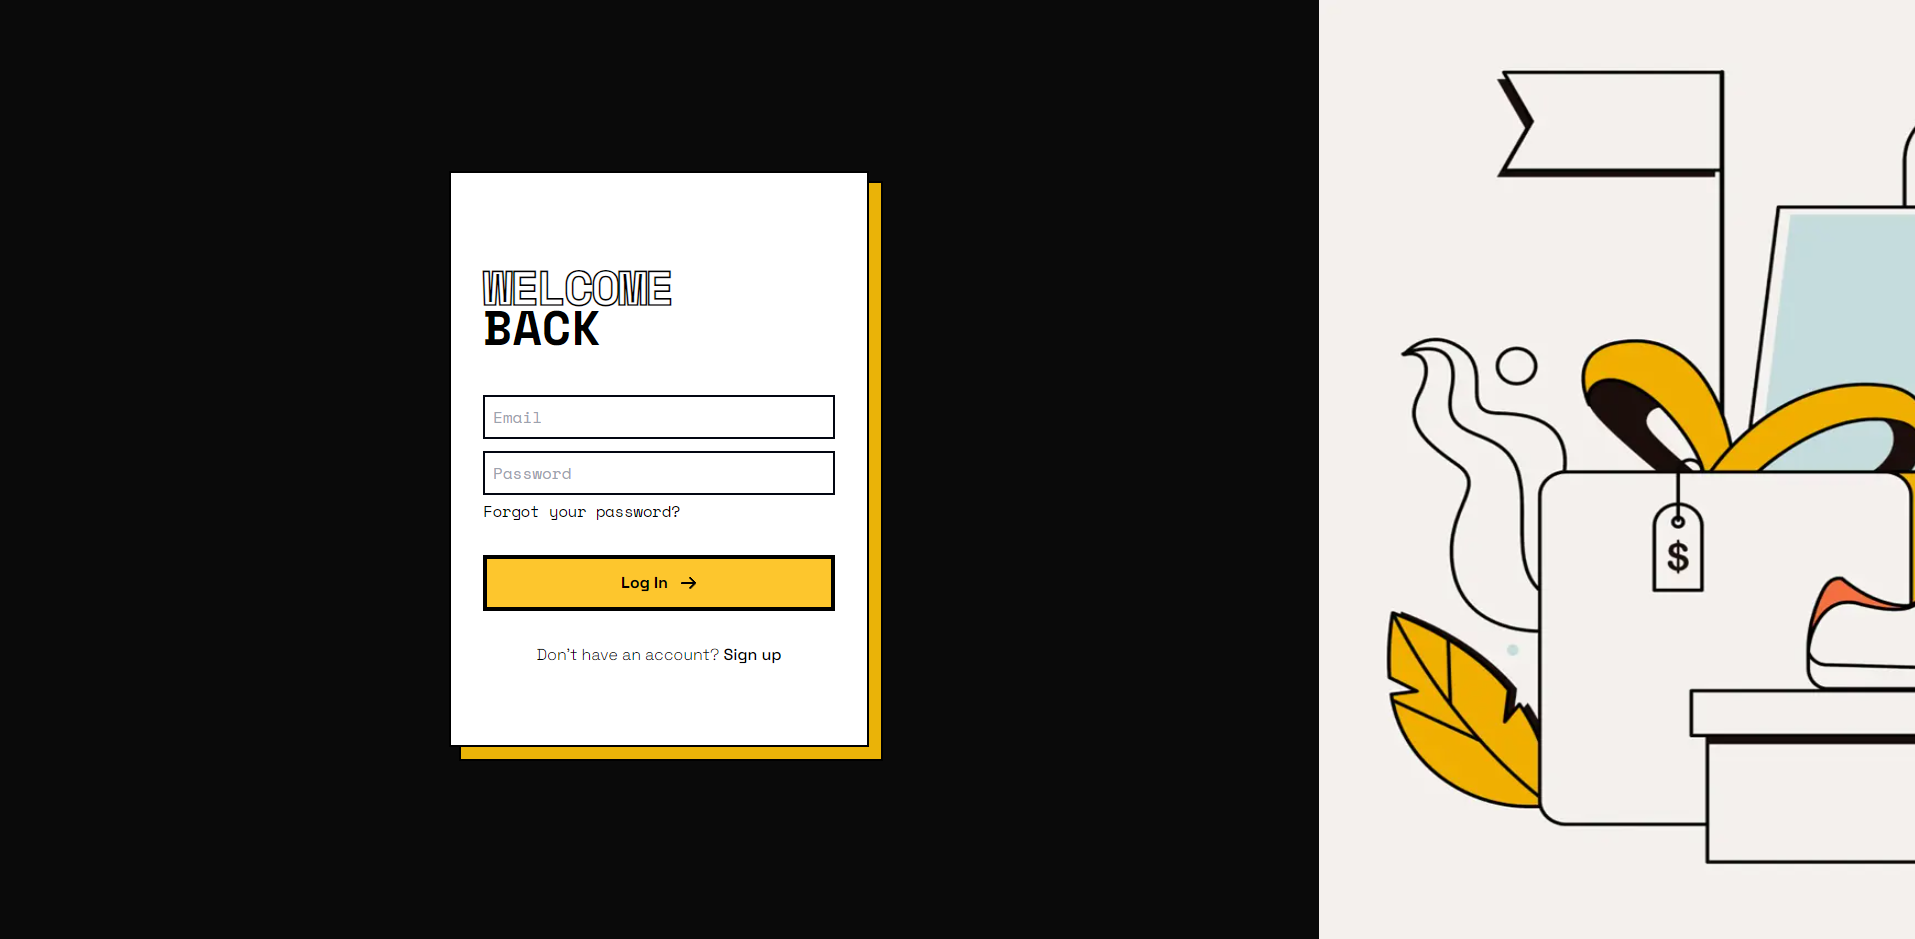 WELCOME
BACK
Email
Password
Forgot your password?
Log In →
Don't have an account? Sign up
$